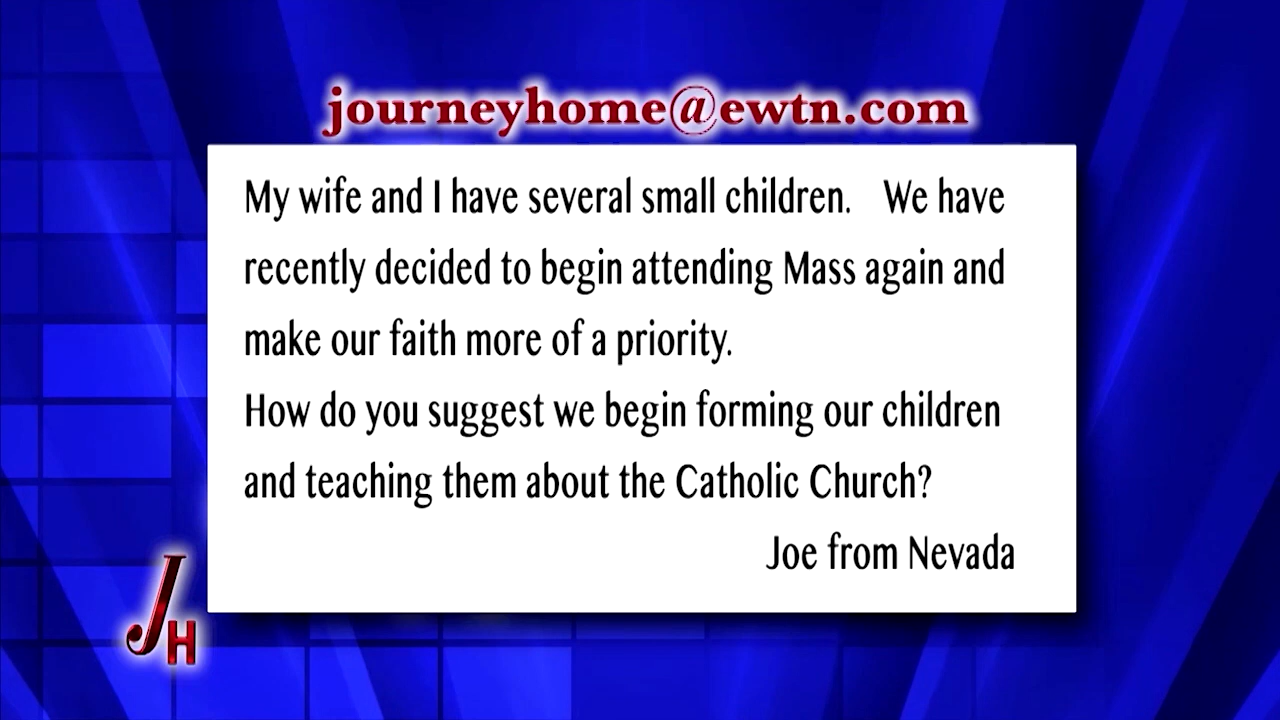 journeyhome@ewtn.com
My wife and I have several small children. We have
recently decided to begin attending Mass again and
make our faith more of a priority.
How do you suggest we begin forming our children
and teaching them about the Catholic Church?
Joe from Nevada
JH